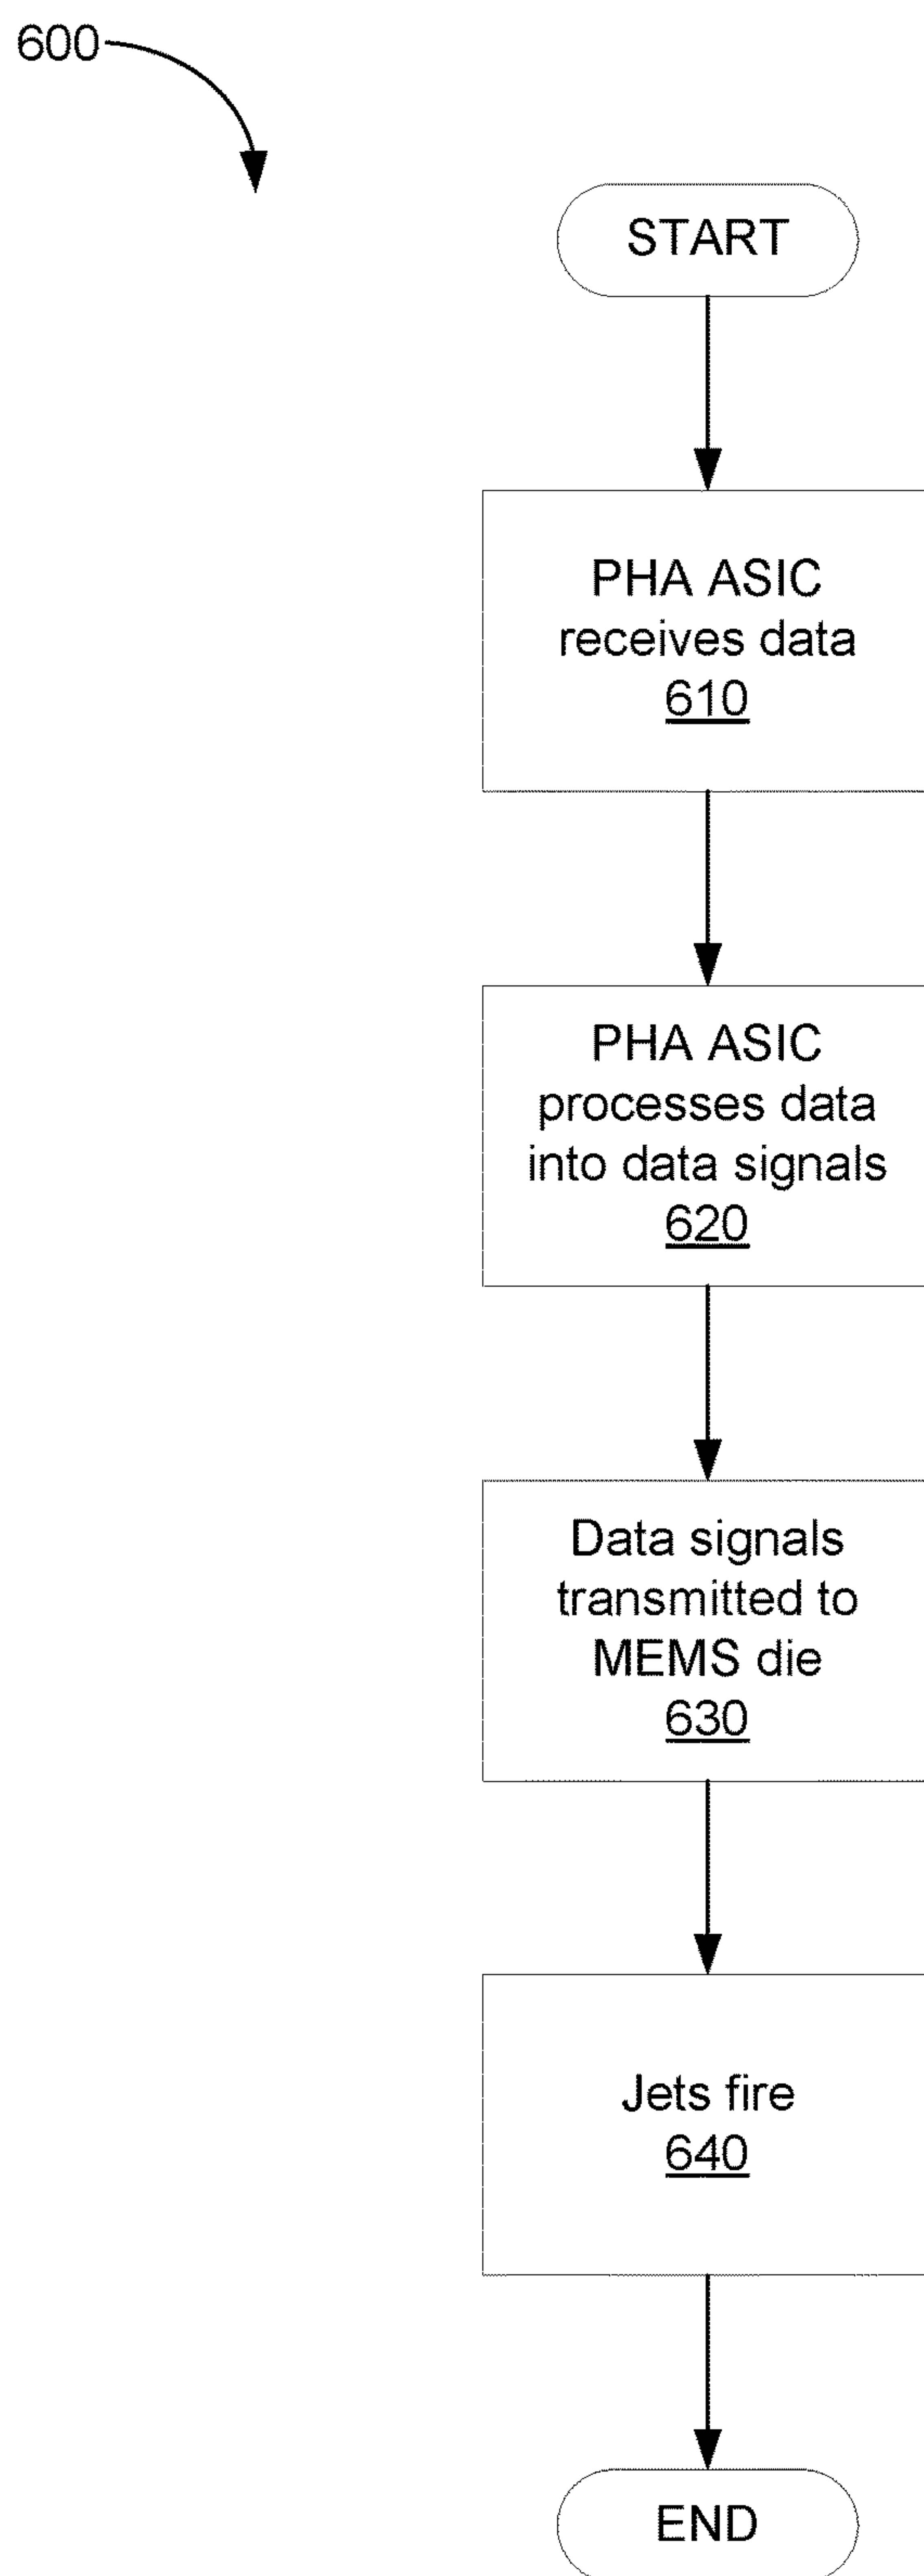 600
START
PHA ASIC
receives data
610
PHA ASIC
processes data
into data signals
620
Data signals
transmitted to
MEMS die
630
Jets fire
640
END